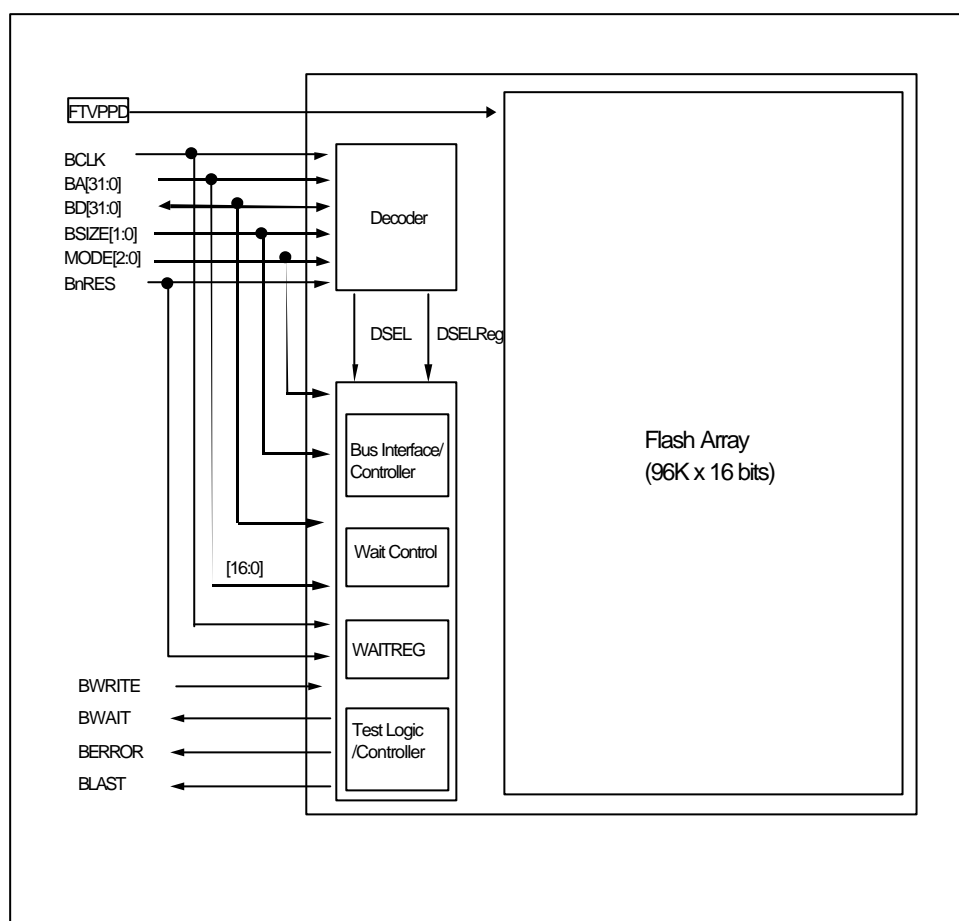 FTVPPD
BCLK
BA[31:0]
BD[31:0]
BSIZE[1:0]
MODE[2:0]
BnRES
Decoder
DSEL
DSELReg
Bus Interface/
Controller
Flash Array
(96K x 16 bits)
Wait Control
[16:0]
WAITREG
BWRITE
BWAIT
BERROR
BLAST
Test Logic
/Controller